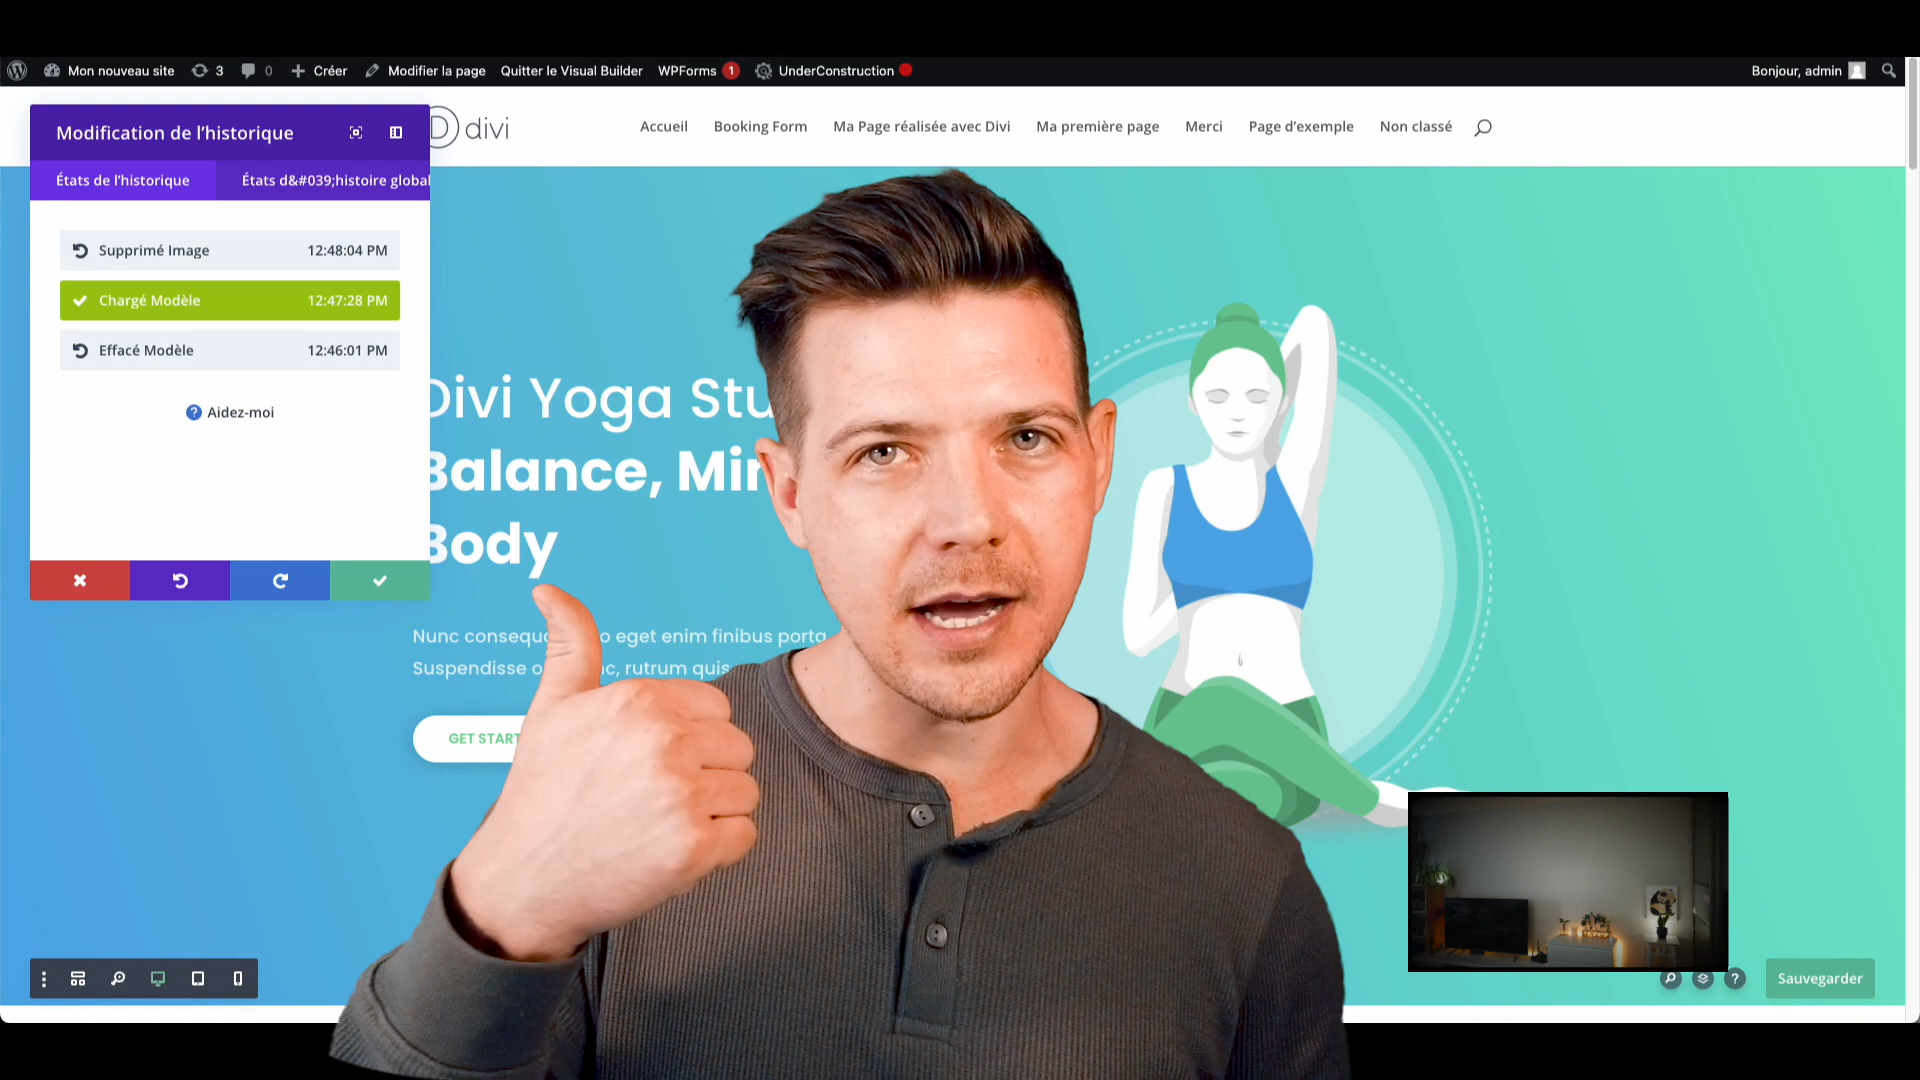 Mon nouveau site 3 0 Créer Modifier la page Quitter le Visual Builder WPForms 1 UnderConstruction Bonjour, admin
D divi Accueil Booking Form Ma Page réalisée avec Divi Ma première page Merci Page d’exemple Non classé
Modification de l’historique
États de l’historique États d&#039;histoire global
Supprimé Image 12:48:04 PM
Chargé Modèle 12:47:28 PM
Effacé Modèle 12:46:01 PM
? Aidez-moi
Divi Yoga Stu
Balance, Min
Body
Nunc consequ o eget enim finibus porta
Suspendisse o c, rutrum quis
GET START
? Sauvegarder